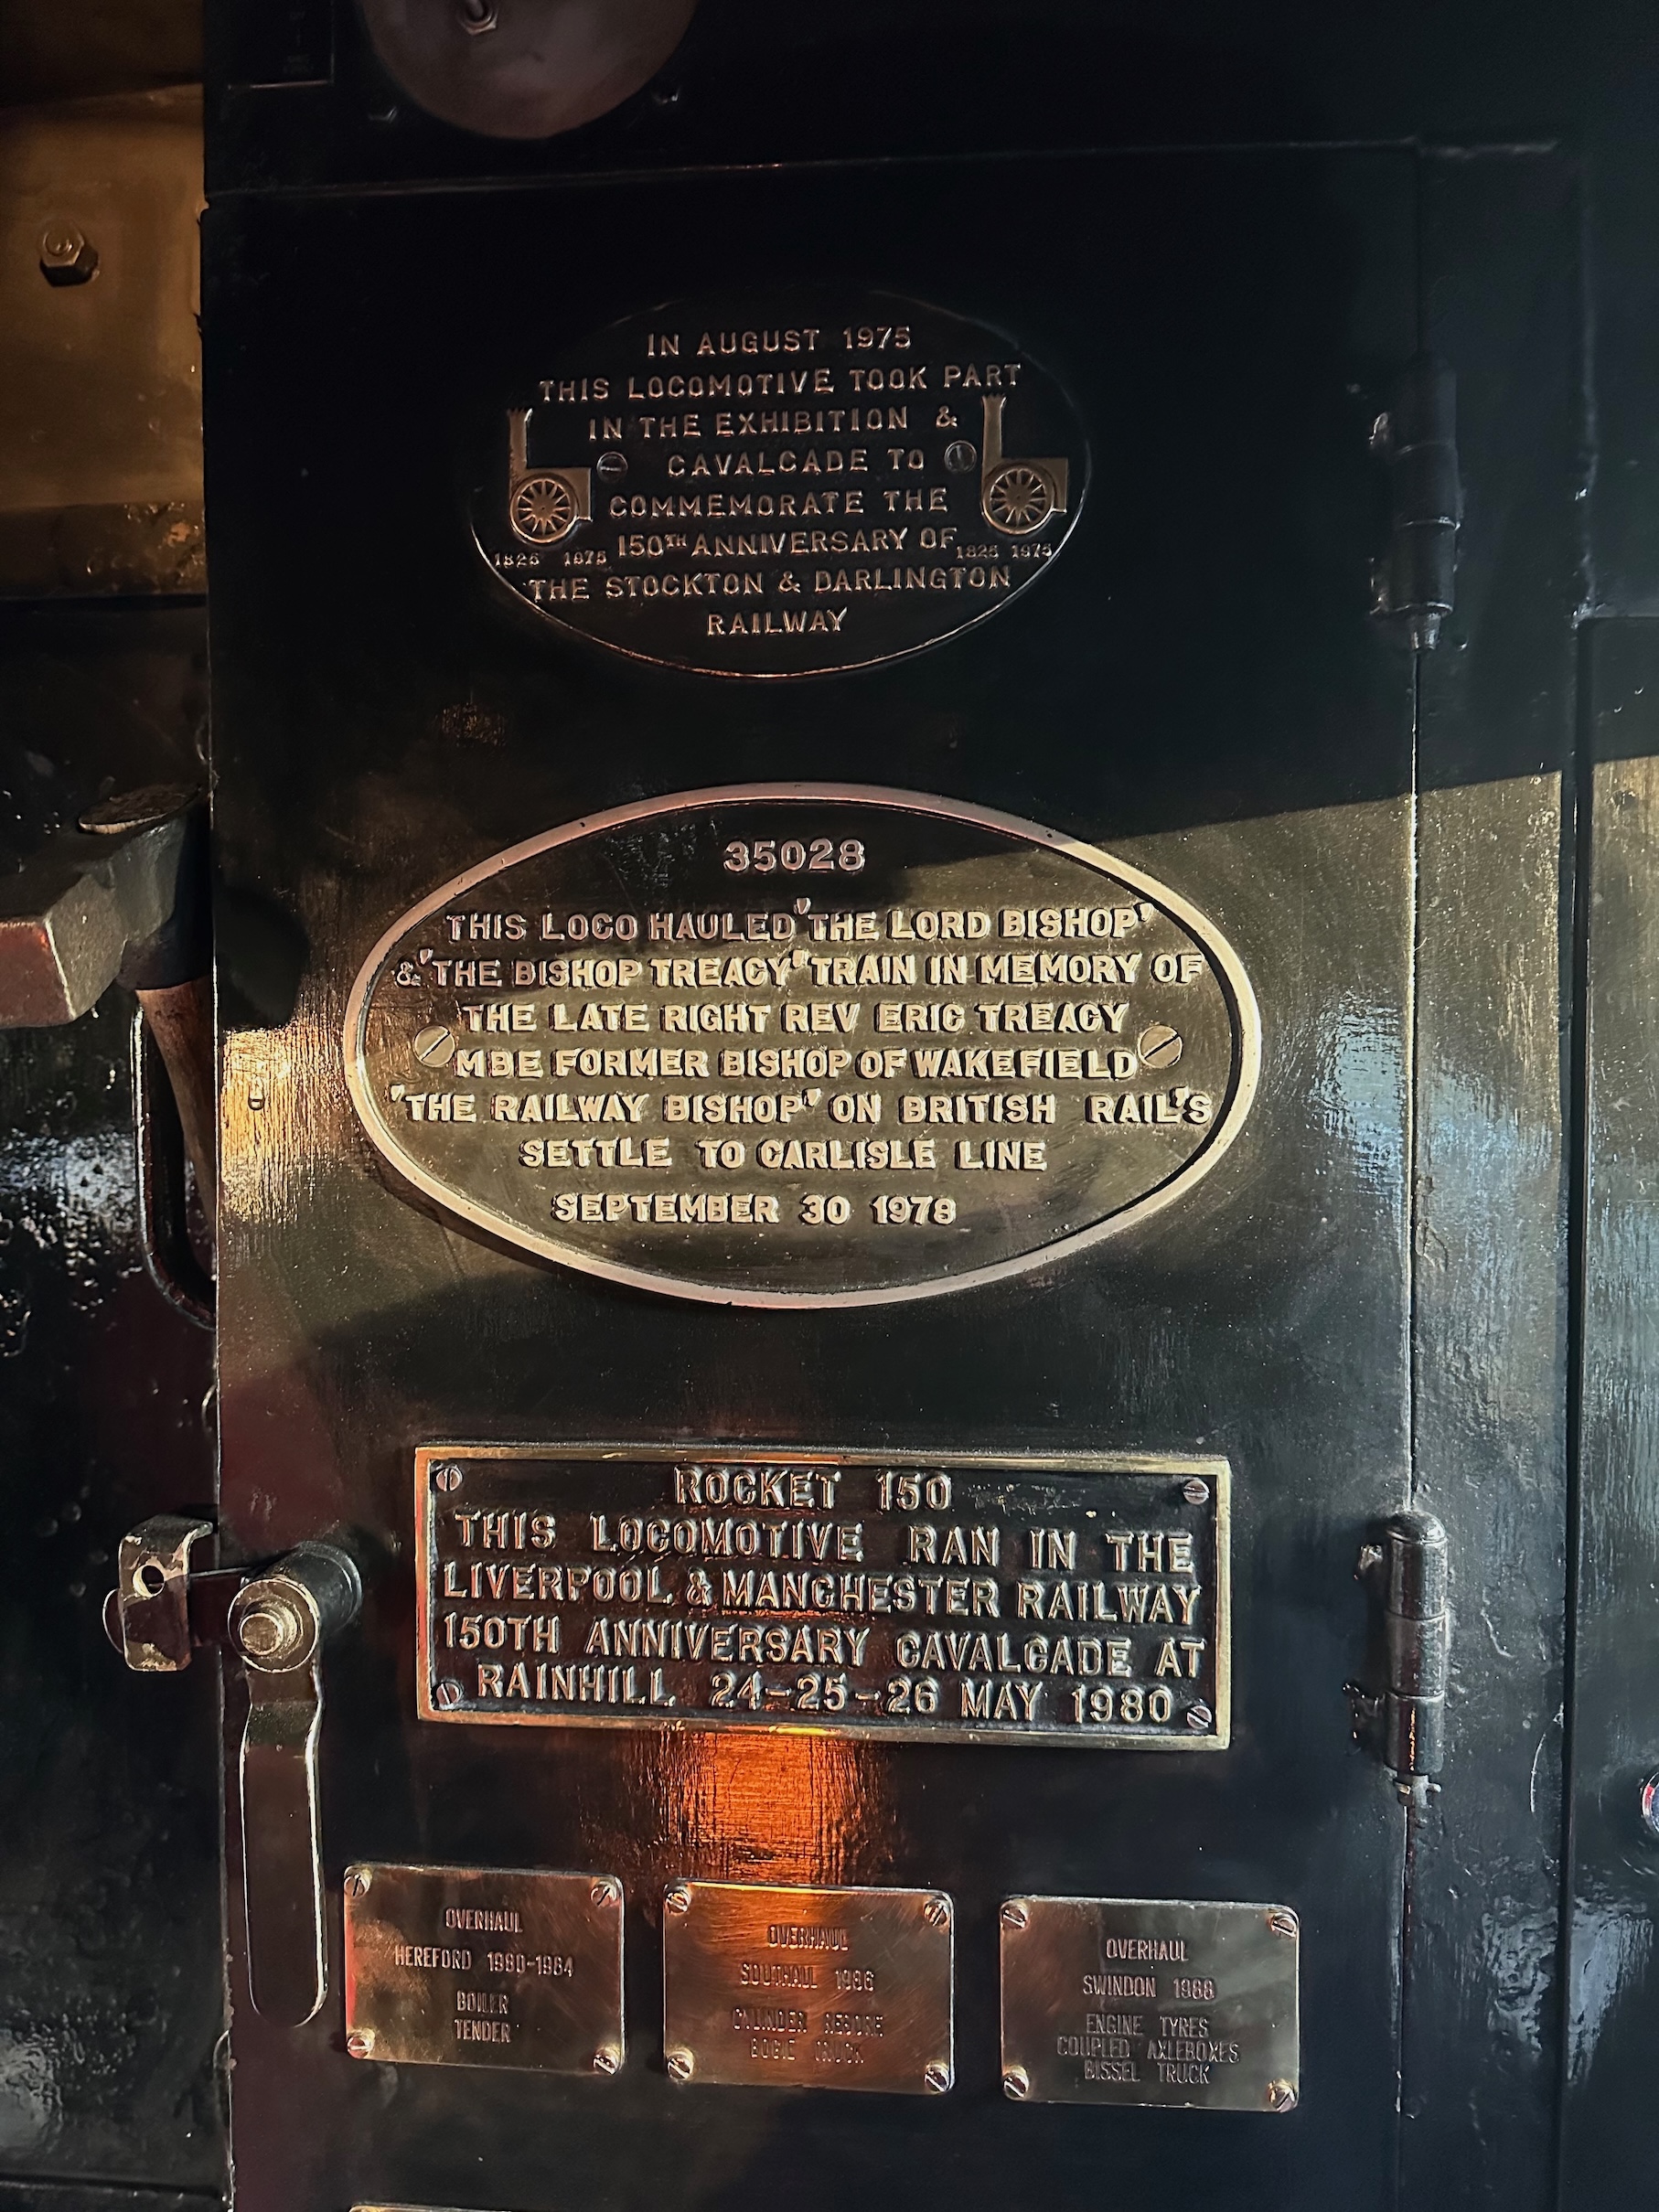 IN AUGUST 1975
THIS LOCOMOTIVE TOOK PART
IN THE EXHIBITION &
CAVALCADE TO
COMMEMORATE THE
1825 1975 150TH ANNIVERSARY OF 1825 1975
THE STOCKTON & DARLINGTON
RAILWAY
35028
THIS LOCO HAULED 'THE LORD BISHOP'
& 'THE BISHOP TREACY' TRAIN IN MEMORY OF
THE LATE RIGHT REV ERIC TREACY
MBE FORMER BISHOP OF WAKEFIELD
'THE RAILWAY BISHOP' ON BRITISH RAIL'S
SETTLE TO CARLISLE LINE
SEPTEMBER 30 1978
ROCKET 150
THIS LOCOMOTIVE RAN IN THE
LIVERPOOL & MANCHESTER RAILWAY
150TH ANNIVERSARY CAVALCADE AT
RAINHILL 24-25-26 MAY 1980
OVERHAUL
HEREFORD
BOILER
TENDER
OVERHAUL
SOUTHALL 1986
CYLINDER REBORE
BOGIE TRUCK
OVERHAUL
SWINDON 1988
ENGINE TYRES
COUPLED AXLEBOXES
BISSEL TRUCK